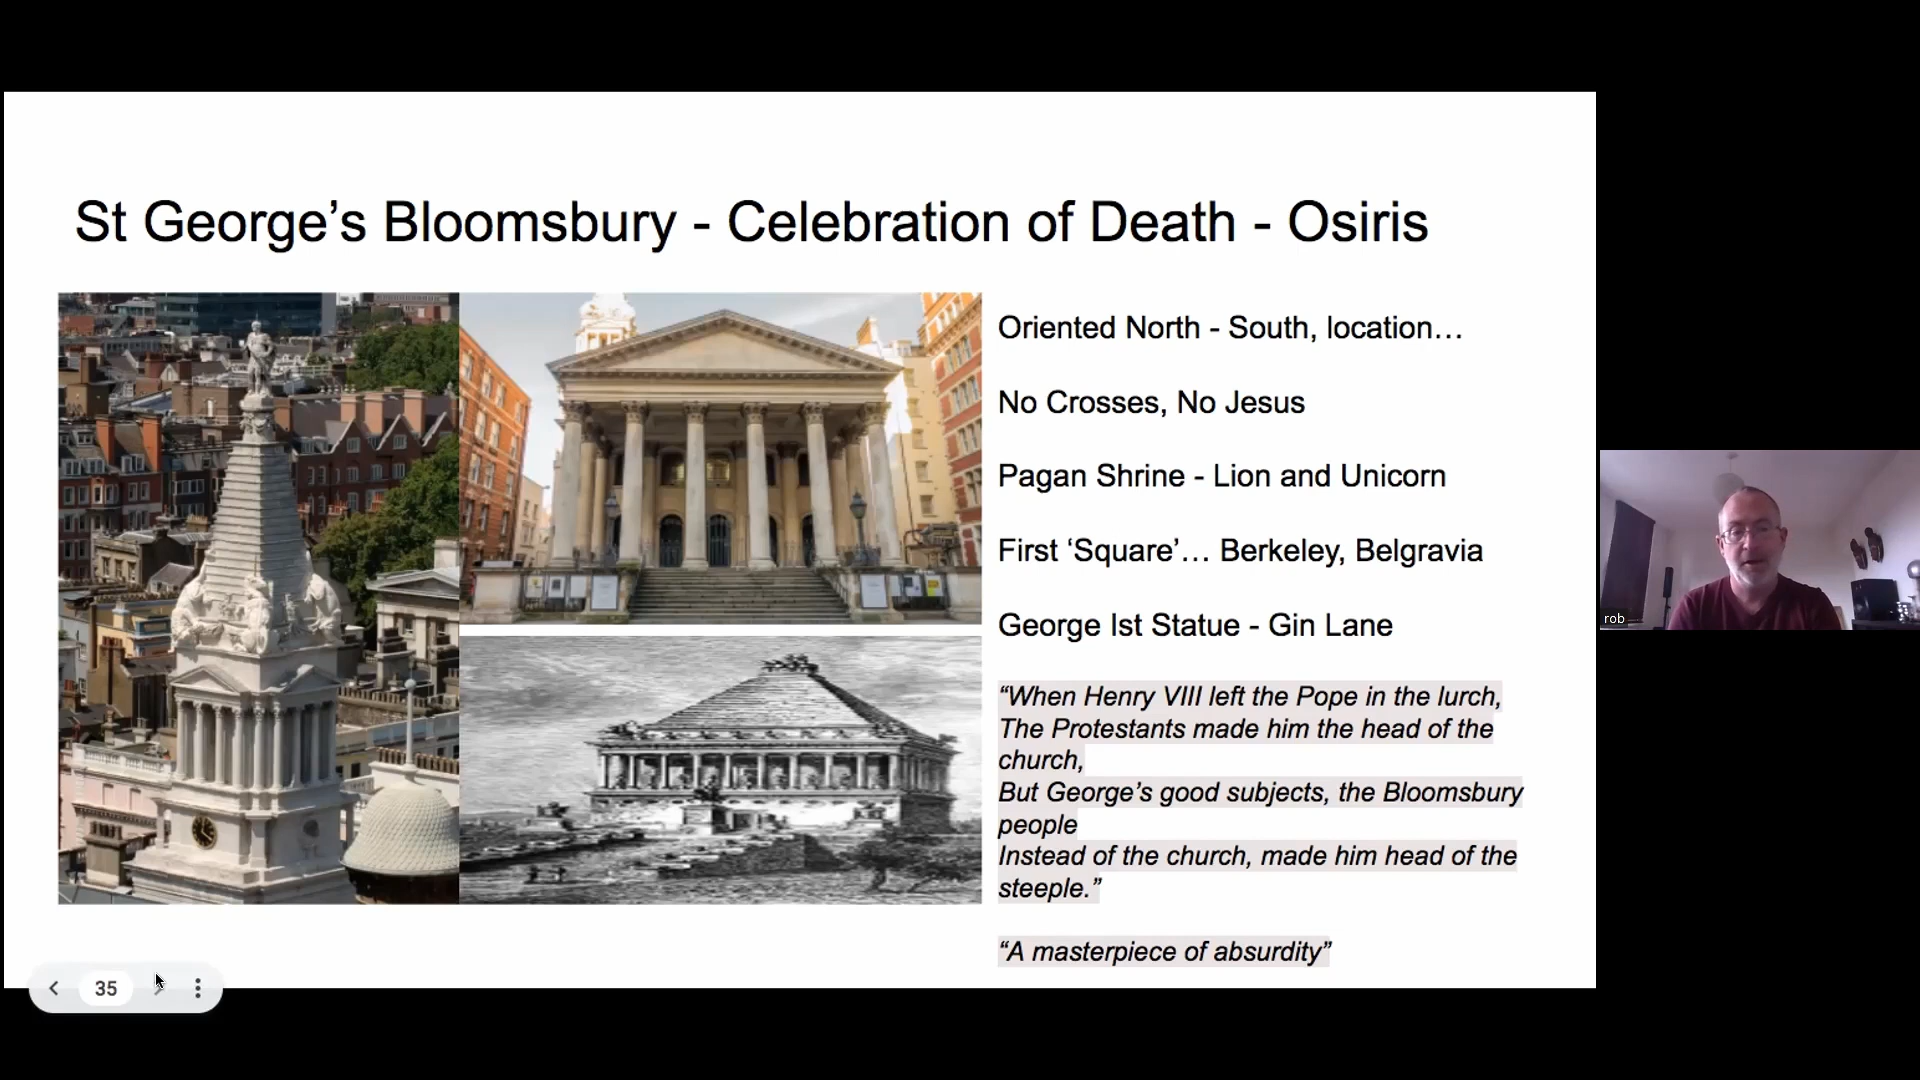 St George’s Bloomsbury - Celebration of Death - Osiris
Oriented North - South, location…
No Crosses, No Jesus
Pagan Shrine - Lion and Unicorn
First ‘Square’… Berkeley, Belgravia
George Ist Statue - Gin Lane
“When Henry VIII left the Pope in the lurch,
The Protestants made him the head of the
church,
But George’s good subjects, the Bloomsbury
people
Instead of the church, made him head of the
steeple.”
“A masterpiece of absurdity”
rob
35